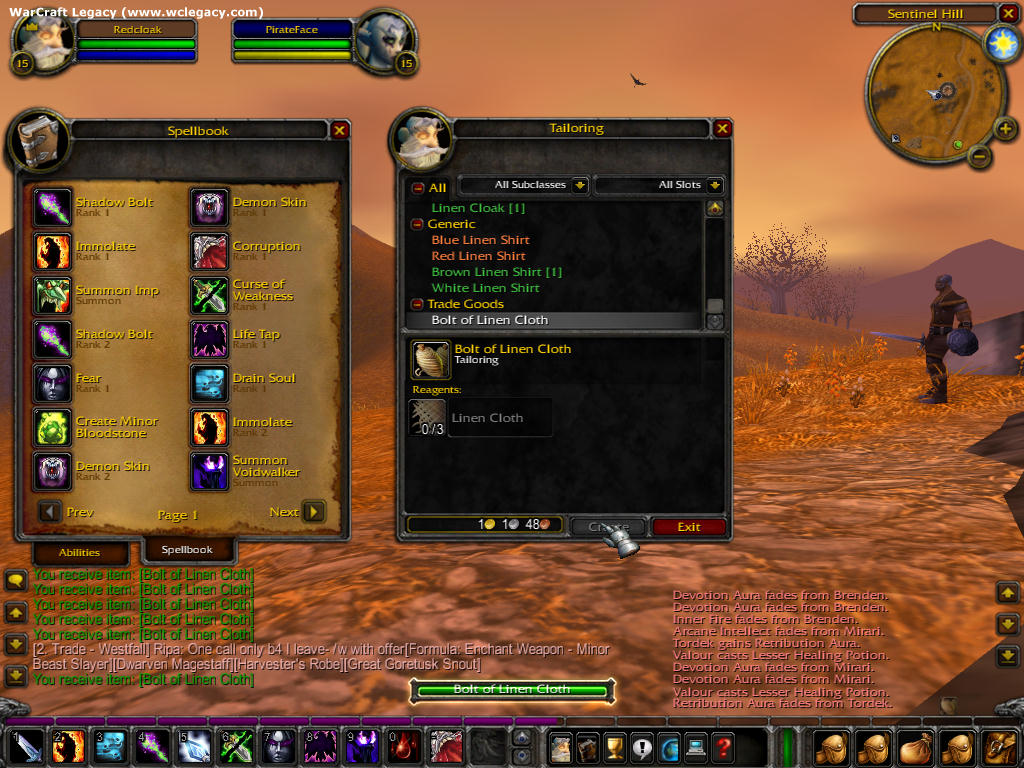 WarCraft Legacy (www.wclegacy.com)
Redcloak
15
PirateFace
15
Sentinel Hill
N
Spellbook
Shadow Bolt
Rank 1
Demon Skin
Rank 1
Immolate
Rank 1
Corruption
Rank 1
Summon Imp
Summon
Curse of
Weakness
Rank 1
Shadow Bolt
Rank 2
Life Tap
Rank 1
Fear
Rank 1
Drain Soul
Rank 1
Create Minor
Bloodstone
Immolate
Rank 2
Demon Skin
Rank 2
Summon
Voidwalker
Summon
Prev
Page 1
Next
Abilities
Spellbook
Tailoring
All
All Subclasses
All Slots
Linen Cloak [1]
Generic
Blue Linen Shirt
Red Linen Shirt
Brown Linen Shirt [1]
White Linen Shirt
Trade Goods
Bolt of Linen Cloth
Bolt of Linen Cloth
Tailoring
Reagents:
Linen Cloth
0/3
1 1 48
Create
Exit
You receive item: [Bolt of Linen Cloth]
You receive item: [Bolt of Linen Cloth]
You receive item: [Bolt of Linen Cloth]
You receive item: [Bolt of Linen Cloth]
You receive item: [Bolt of Linen Cloth]
[2. Trade - Westfall] Ripa: One call only b4 I leave- /w with offer[Formula: Enchant Weapon - Minor
Beast Slayer][Dwarven Magestaff][Harvester's Robe][Great Goretusk Snout]
You receive item: [Bolt of Linen Cloth]
Devotion Aura fades from Brenden.
Devotion Aura fades from Brenden.
Inner Fire fades from Brenden.
Arcane Intellect fades from Mirari.
Tordek gains Retribution Aura.
Valour casts Lesser Healing Potion.
Devotion Aura fades from Mirari.
Devotion Aura fades from Mirari.
Valour casts Lesser Healing Potion.
Retribution Aura fades from Tordek.
Bolt of Linen Cloth
1 2 3 4 5 6 7 8 9 0